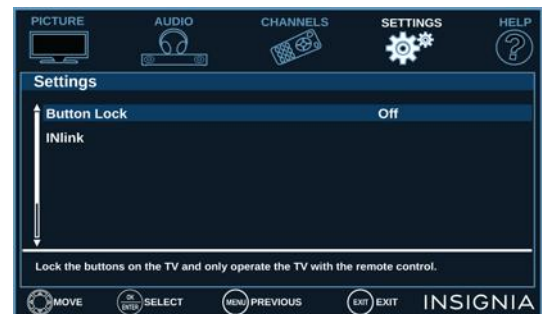 PICTURE AUDIO CHANNELS SETTINGS HELP
Settings
Button Lock Off
INlink
Lock the buttons on the TV and only operate the TV with the remote control.
MOVE OK ENTER SELECT MENU PREVIOUS EXIT EXIT INSIGNIA